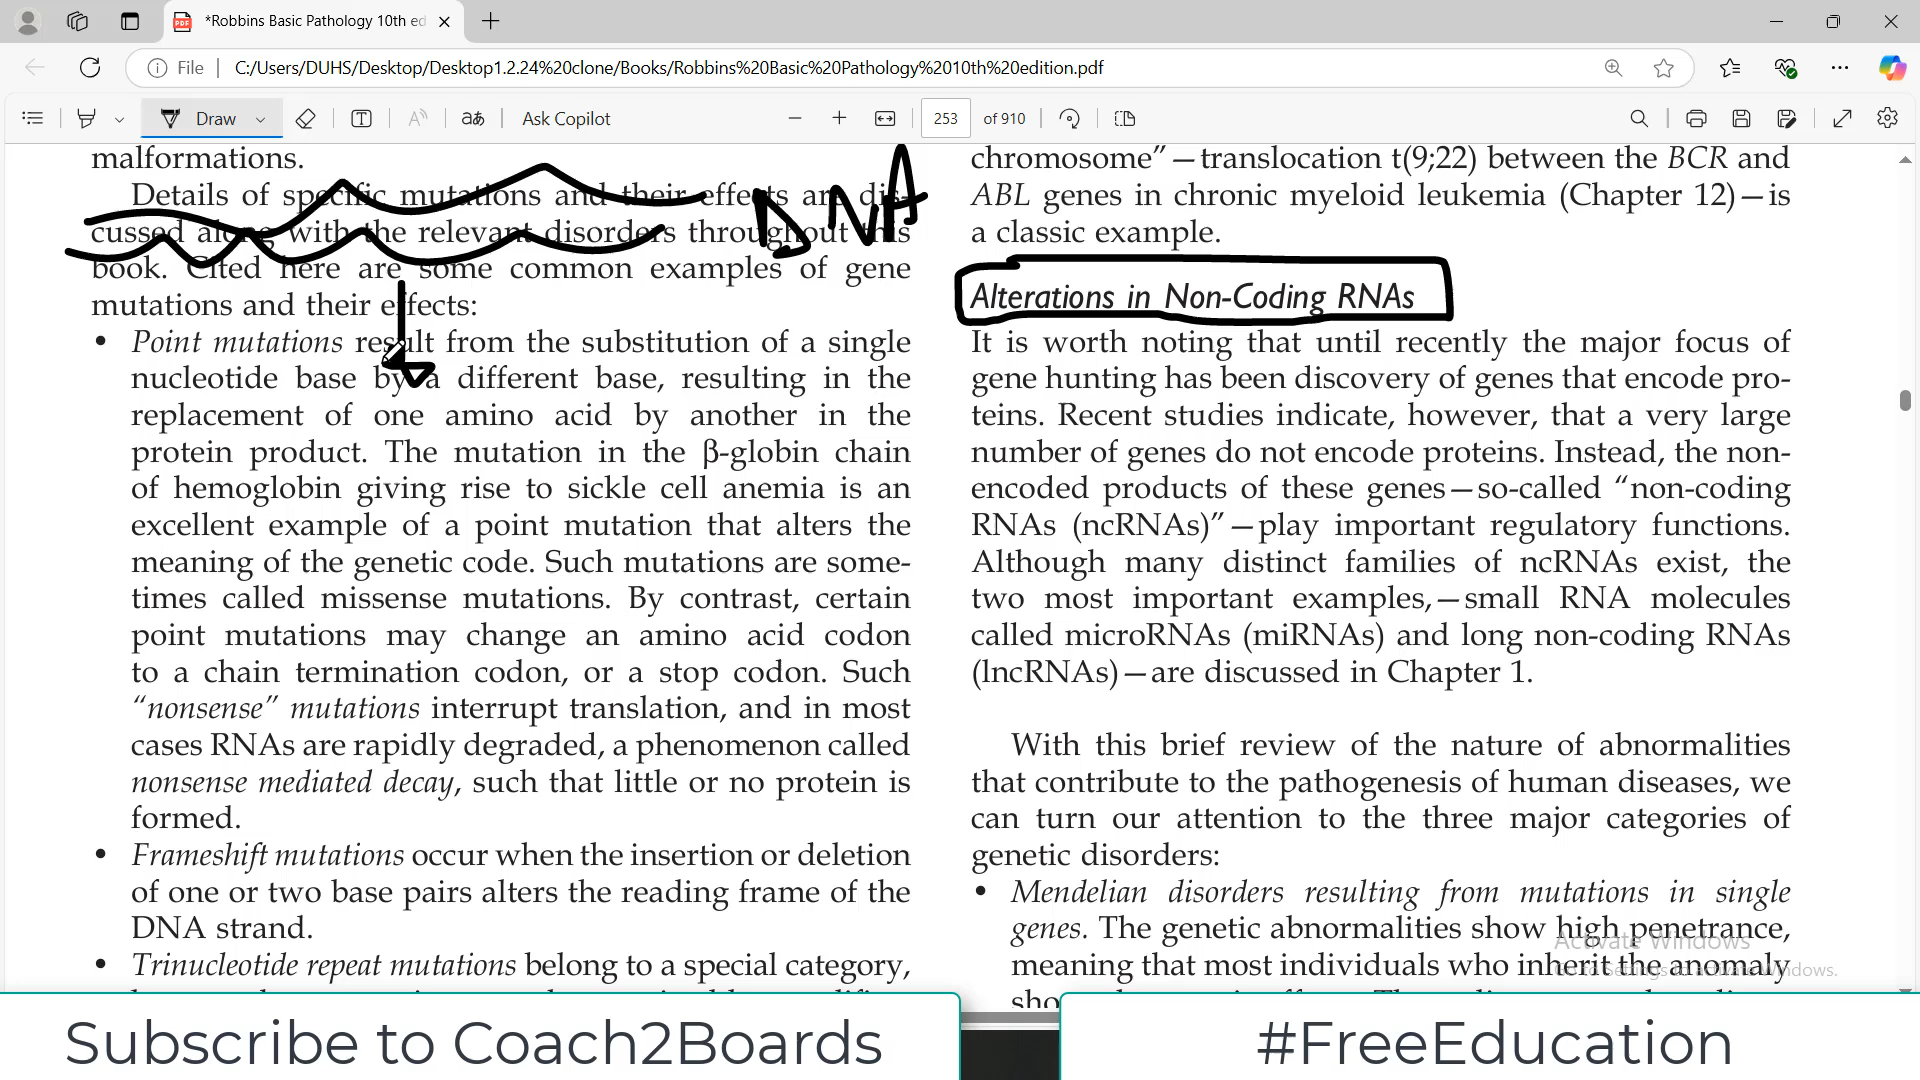 *Robbins Basic Pathology 10th ed
File
C:/Users/DUHS/Desktop/Desktop1.2.24%20clone/Books/Robbins%20Basic%20Pathology%2010th%20edition.pdf
Draw
Ask Copilot
253 of 910
malformations.
Details of specific mutations and their effects are dis-
cussed along with the relevant disorders throughout this
book. Cited here are some common examples of gene
mutations and their effects:
• Point mutations result from the substitution of a single
nucleotide base by a different base, resulting in the
replacement of one amino acid by another in the
protein product. The mutation in the β-globin chain
of hemoglobin giving rise to sickle cell anemia is an
excellent example of a point mutation that alters the
meaning of the genetic code. Such mutations are some-
times called missense mutations. By contrast, certain
point mutations may change an amino acid codon
to a chain termination codon, or a stop codon. Such
“nonsense” mutations interrupt translation, and in most
cases RNAs are rapidly degraded, a phenomenon called
nonsense mediated decay, such that little or no protein is
formed.
• Frameshift mutations occur when the insertion or deletion
of one or two base pairs alters the reading frame of the
DNA strand.
• Trinucleotide repeat mutations belong to a special category,
DNA
chromosome”—translocation t(9;22) between the BCR and
ABL genes in chronic myeloid leukemia (Chapter 12)—is
a classic example.
Alterations in Non-Coding RNAs
It is worth noting that until recently the major focus of
gene hunting has been discovery of genes that encode pro-
teins. Recent studies indicate, however, that a very large
number of genes do not encode proteins. Instead, the non-
encoded products of these genes—so-called “non-coding
RNAs (ncRNAs)”—play important regulatory functions.
Although many distinct families of ncRNAs exist, the
two most important examples,—small RNA molecules
called microRNAs (miRNAs) and long non-coding RNAs
(lncRNAs)—are discussed in Chapter 1.
With this brief review of the nature of abnormalities
that contribute to the pathogenesis of human diseases, we
can turn our attention to the three major categories of
genetic disorders:
• Mendelian disorders resulting from mutations in single
genes. The genetic abnormalities show high penetrance,
meaning that most individuals who inherit the anomaly
Activate Windows
Go to Settings to activate Windows.
Subscribe to Coach2Boards
#FreeEducation